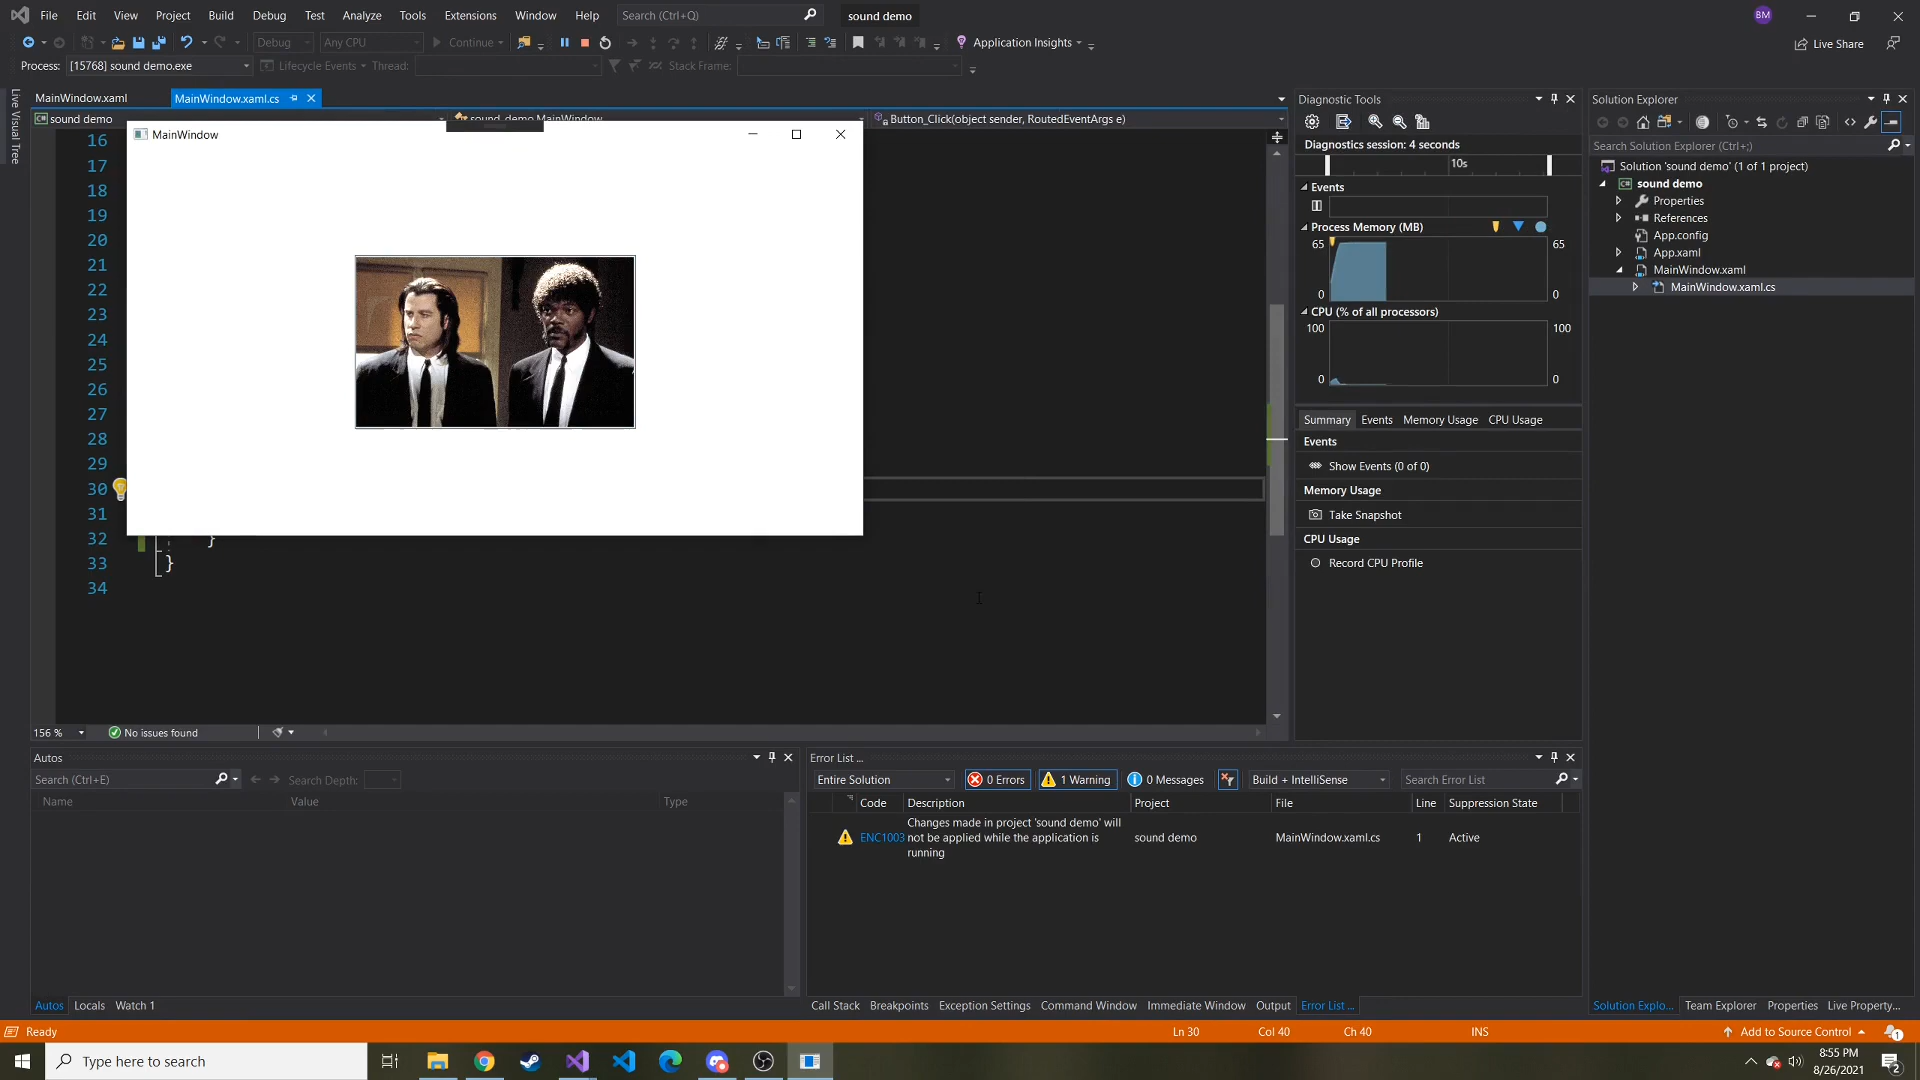 File Edit View Project Build Debug Test Analyze Tools Extensions Window Help Search (Ctrl+Q) sound demo BM
Debug Any CPU Continue Application Insights Live Share
Process: [15768] sound demo.exe Lifecycle Events Thread: Stack Frame:
Live Visual Tree
MainWindow.xaml MainWindow.xaml.cs
sound demo sound_demo.MainWindow Button_Click(object sender, RoutedEventArgs e)
MainWindow
16
17
18
19
20
21
22
23
24
25
26
27
28
29
30
31
32 }
33 }
34
156 % No issues found
Diagnostic Tools
Diagnostics session: 4 seconds
10s
Events
Process Memory (MB)
65 65
0 0
CPU (% of all processors)
100 100
0 0
Summary Events Memory Usage CPU Usage
Events
Show Events (0 of 0)
Memory Usage
Take Snapshot
CPU Usage
Record CPU Profile
Solution Explorer
Search Solution Explorer (Ctrl+;)
Solution 'sound demo' (1 of 1 project)
sound demo
Properties
References
App.config
App.xaml
MainWindow.xaml
MainWindow.xaml.cs
Autos
Search (Ctrl+E) Search Depth:
Name Value Type
Autos Locals Watch 1
Error List ...
Entire Solution 0 Errors 1 Warning 0 Messages Build + IntelliSense Search Error List
Code Description Project File Line Suppression State
ENC1003 Changes made in project 'sound demo' will not be applied while the application is running sound demo MainWindow.xaml.cs 1 Active
Call Stack Breakpoints Exception Settings Command Window Immediate Window Output Error List ...
Solution Explo... Team Explorer Properties Live Property...
Ready Ln 30 Col 40 Ch 40 INS Add to Source Control 1
Type here to search 8:55 PM
8/26/2021 2